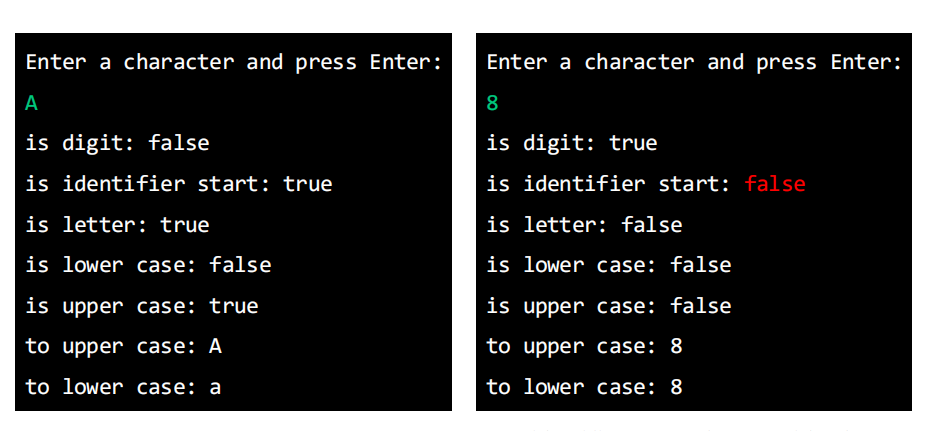 Enter a character and press Enter:
A
is digit: false
is identifier start: true
is letter: true
is lower case: false
is upper case: true
to upper case: A
to lower case: a
Enter a character and press Enter:
8
is digit: true
is identifier start: false
is letter: false
is lower case: false
is upper case: false
to upper case: 8
to lower case: 8